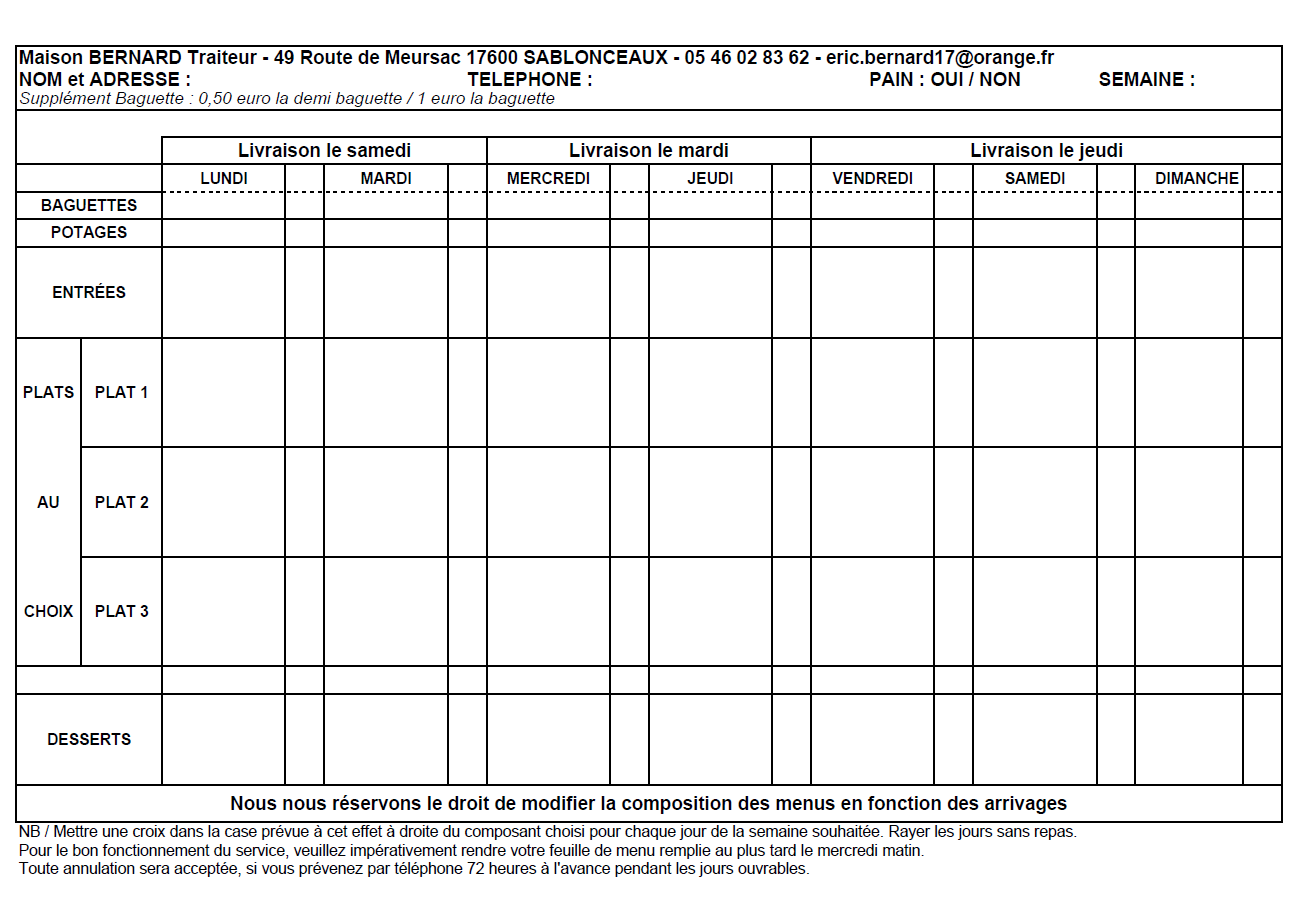 Maison BERNARD Traiteur - 49 Route de Meursac 17600 SABLONCEAUX - 05 46 02 83 62 - eric.bernard17@orange.fr
NOM et ADRESSE : TELEPHONE : PAIN : OUI / NON SEMAINE :
Supplément Baguette : 0,50 euro la demi baguette / 1 euro la baguette
Livraison le samedi Livraison le mardi Livraison le jeudi
LUNDI MARDI MERCREDI JEUDI VENDREDI SAMEDI DIMANCHE
BAGUETTES
POTAGES
ENTRÉES
PLATS PLAT 1
AU PLAT 2
CHOIX PLAT 3
DESSERTS
Nous nous réservons le droit de modifier la composition des menus en fonction des arrivages
NB / Mettre une croix dans la case prévue à cet effet à droite du composant choisi pour chaque jour de la semaine souhaitée. Rayer les jours sans repas.
Pour le bon fonctionnement du service, veuillez impérativement rendre votre feuille de menu remplie au plus tard le mercredi matin.
Toute annulation sera acceptée, si vous prévenez par téléphone 72 heures à l'avance pendant les jours ouvrables.